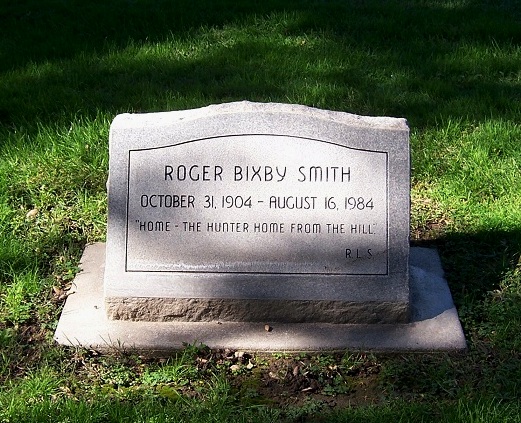 ROGER BIXBY SMITH
OCTOBER 31, 1904 - AUGUST 16, 1984
"HOME - THE HUNTER HOME FROM THE HILL"
R.L.S.